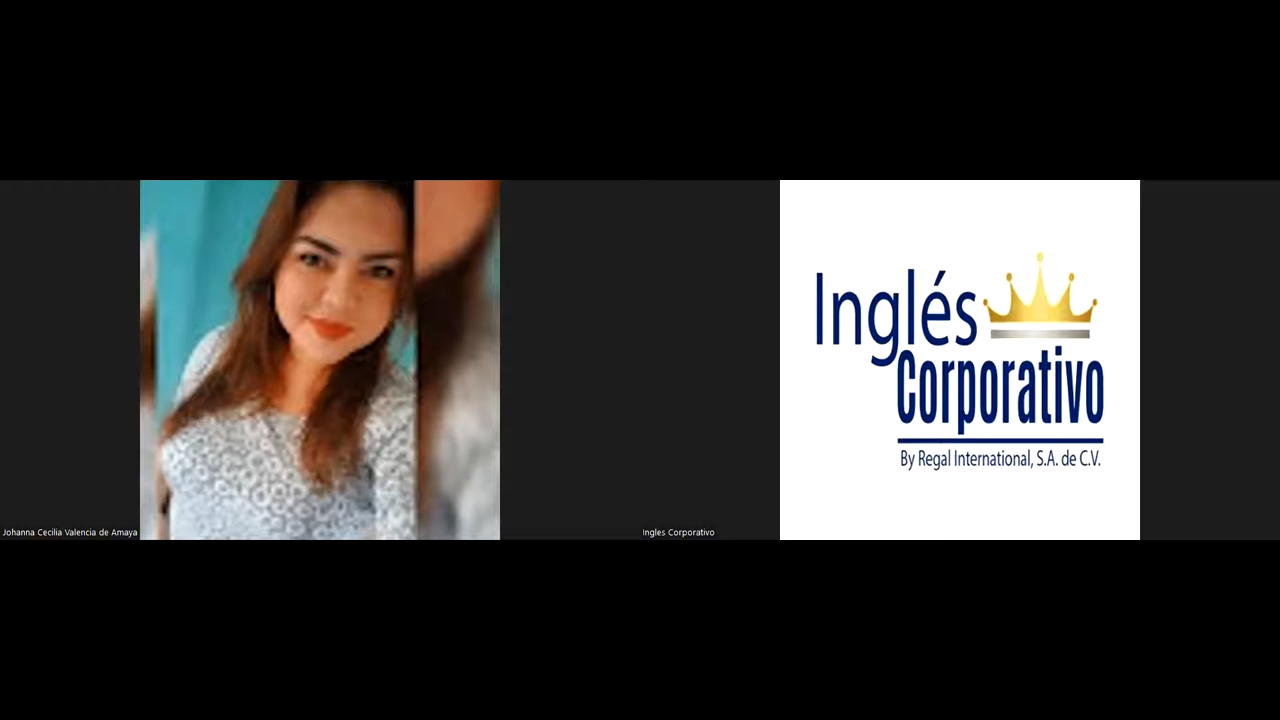 Inglés
Corporativo
By Regal International, S.A. de C.V.
Johanna Cecilia Valencia de Amaya
Ingles Corporativo